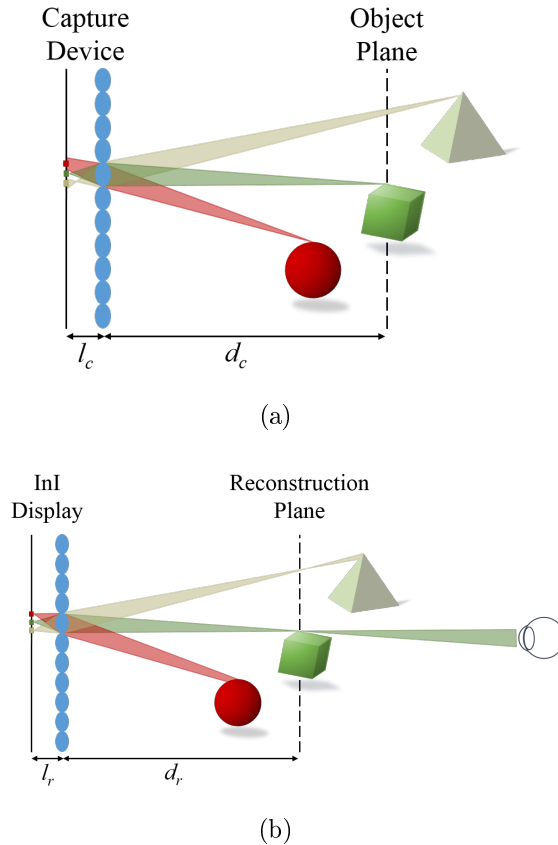 Capture
Device
Object
Plane
l_c
d_c
(a)
InI
Display
Reconstruction
Plane
l_r
d_r
(b)